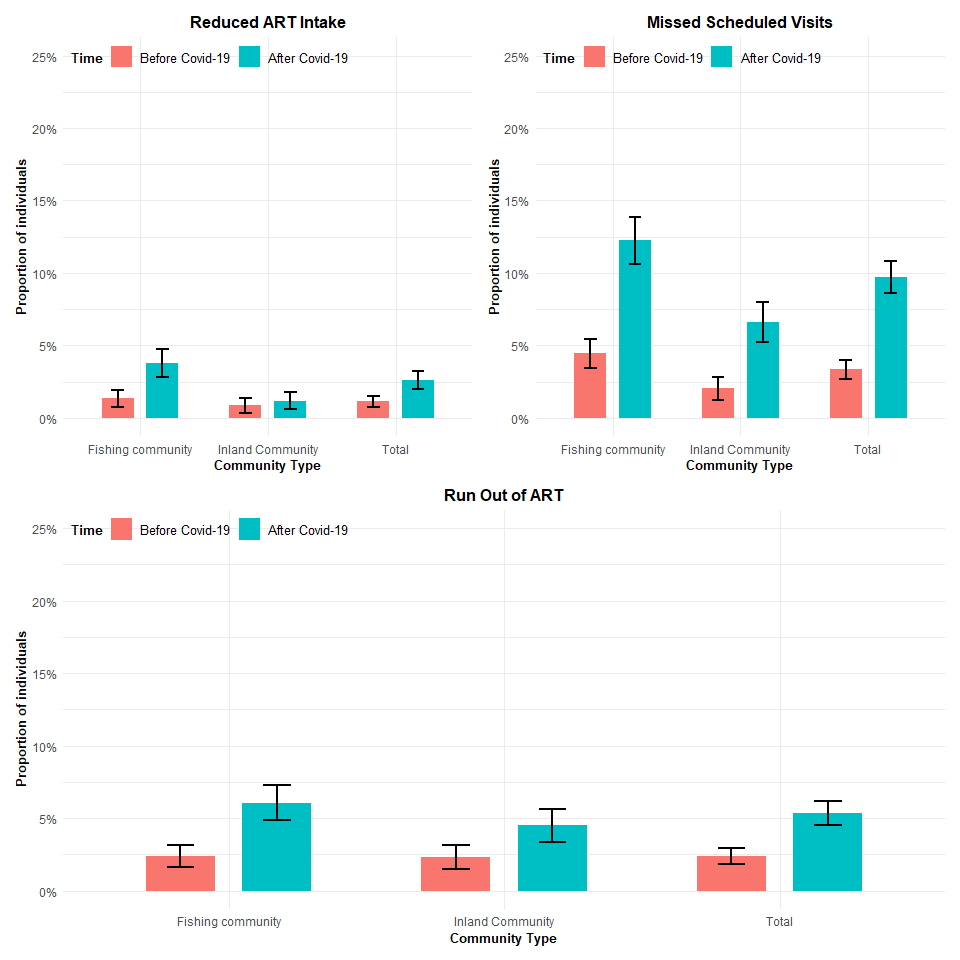 Reduced ART Intake
Time Before Covid-19 After Covid-19
25%
20%
15%
10%
5%
0%
Proportion of individuals
Fishing community Inland Community Total
Community Type
Missed Scheduled Visits
Time Before Covid-19 After Covid-19
25%
20%
15%
10%
5%
0%
Proportion of individuals
Fishing community Inland Community Total
Community Type
Run Out of ART
Time Before Covid-19 After Covid-19
25%
20%
15%
10%
5%
0%
Proportion of individuals
Fishing community Inland Community Total
Community Type